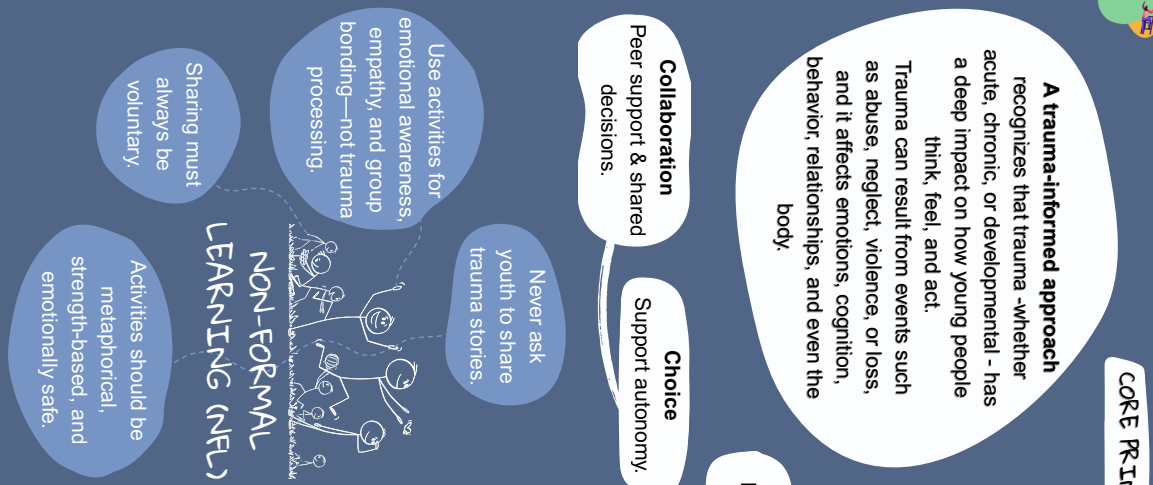 CORE PRI
A trauma-informed approach
recognizes that trauma -whether
acute, chronic, or developmental - has
a deep impact on how young people
think, feel, and act.
Trauma can result from events such
as abuse, neglect, violence, or loss,
and it affects emotions, cognition,
behavior, relationships, and even the
body.
Collaboration
Peer support & shared
decisions.
Choice
Support autonomy.
Never ask
youth to share
trauma stories.
Use activities for
emotional awareness,
empathy, and group
bonding—not trauma
processing.
Sharing must
always be
voluntary.
NON-FORMAL
LEARNING (NFL)
Activities should be
metaphorical,
strength-based, and
emotionally safe.